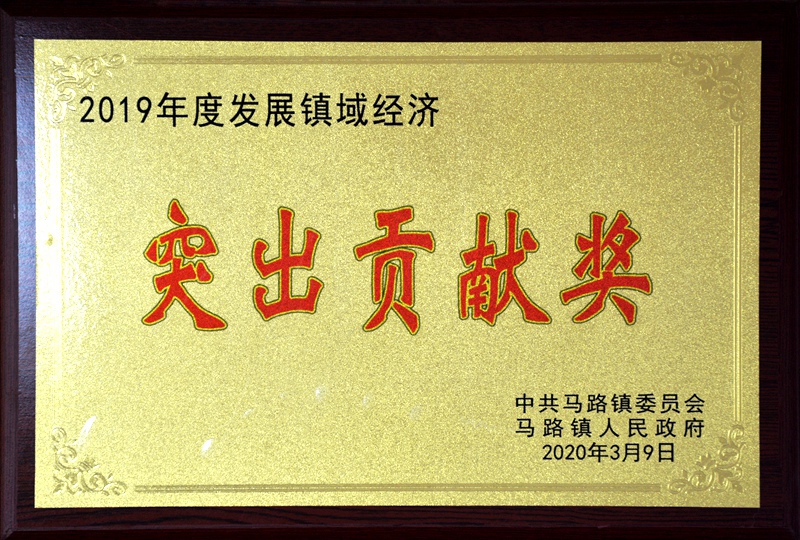 2019年度发展镇域经济
突出贡献奖
中共马路镇委员会
马路镇人民政府
2020年3月9日